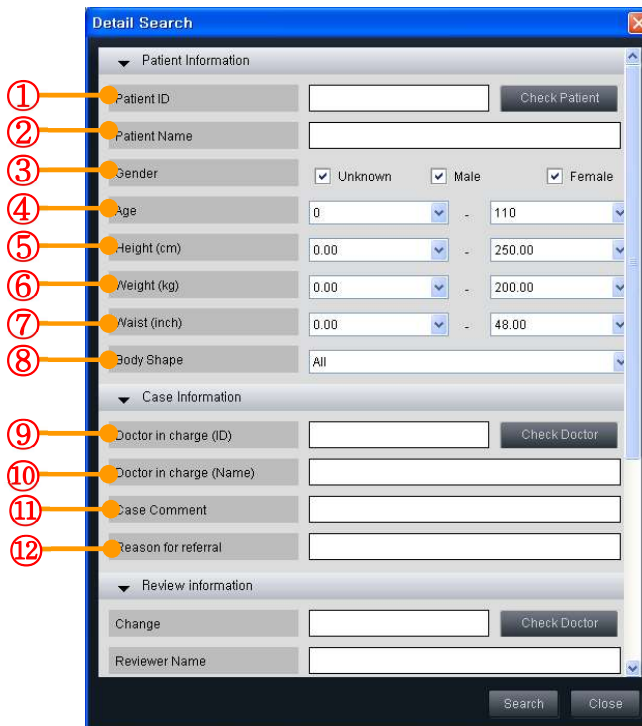 Detail Search
Patient Information
① Patient ID Check Patient
② Patient Name
③ Gender Unknown Male Female
④ Age 0 - 110
⑤ Height (cm) 0.00 - 250.00
⑥ Weight (kg) 0.00 - 200.00
⑦ Waist (inch) 0.00 - 48.00
⑧ Body Shape All
Case Information
⑨ Doctor in charge (ID) Check Doctor
⑩ Doctor in charge (Name)
⑪ Case Comment
⑫ Reason for referral
Review information
Change Check Doctor
Reviewer Name
Search Close